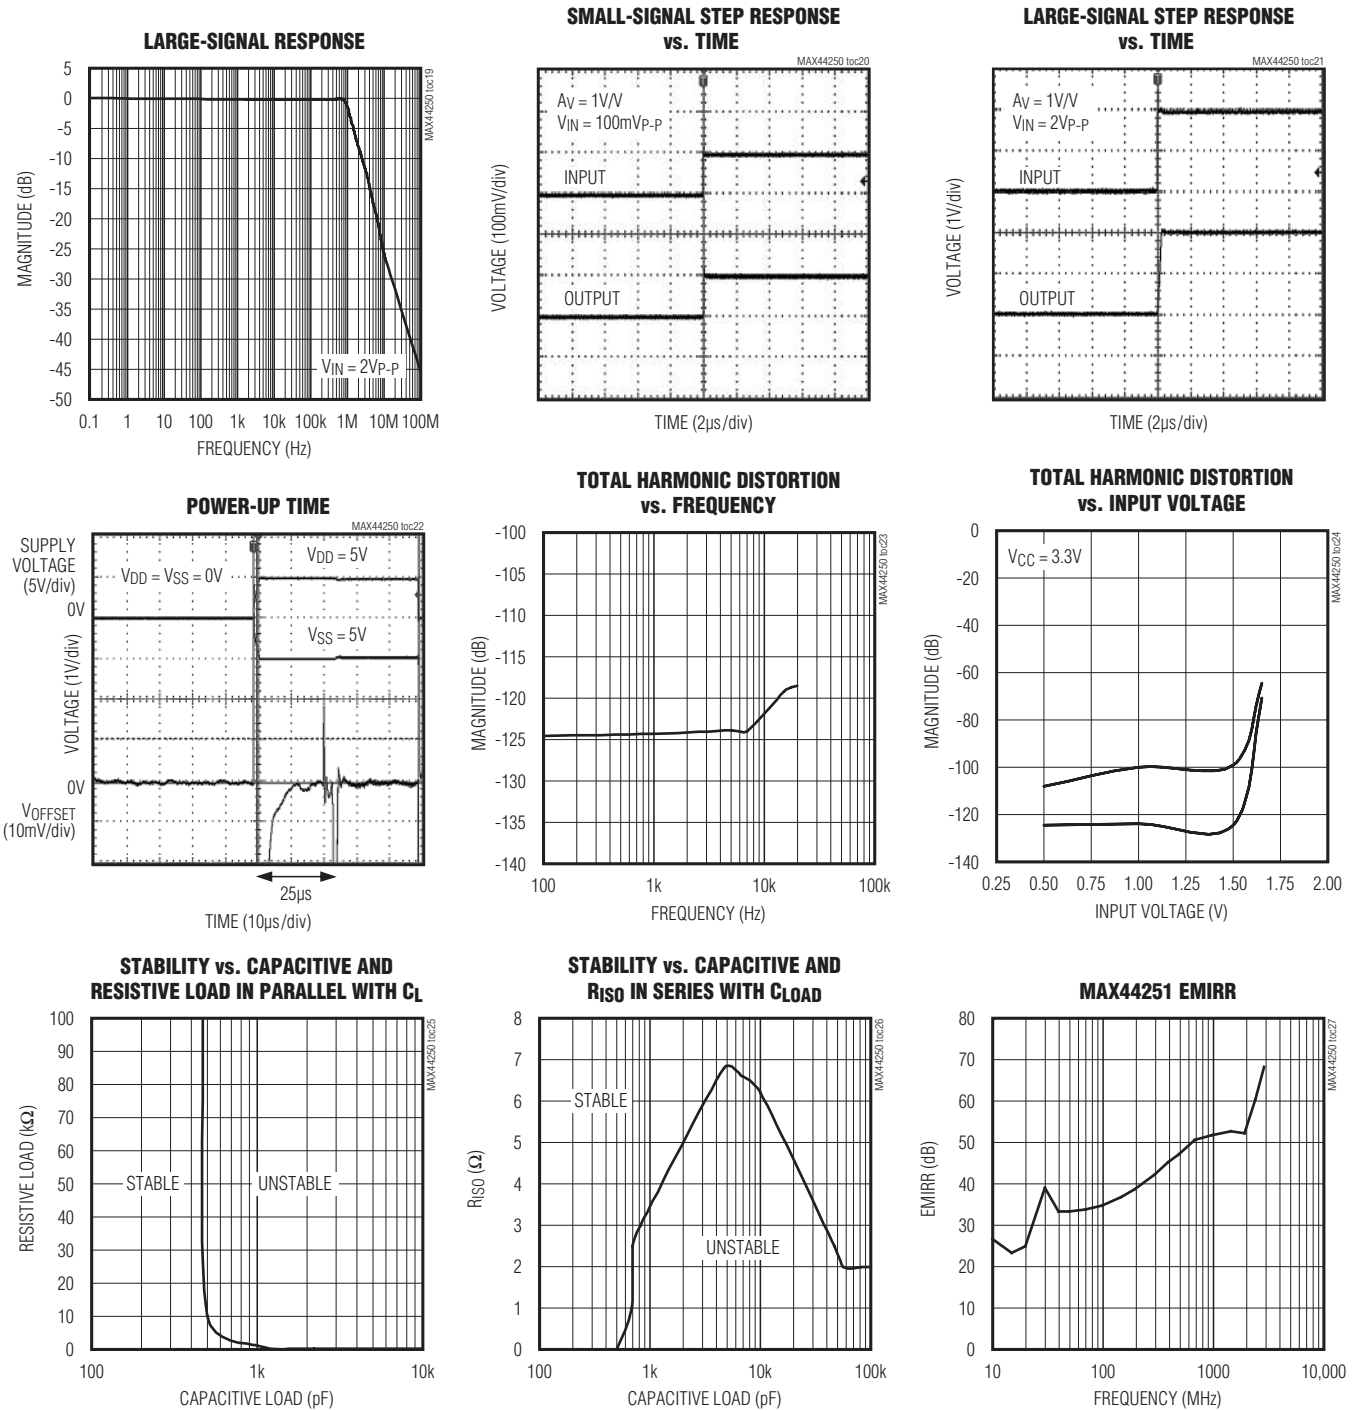 LARGE-SIGNAL RESPONSE
MAX44250 toc19
MAGNITUDE (dB)
5
0
-5
-10
-15
-20
-25
-30
-35
-40
-45
-50
VIN = 2VP-P
0.1 1 10 100 1k 10k 100k 1M 10M 100M
FREQUENCY (Hz)
SMALL-SIGNAL STEP RESPONSE
vs. TIME
MAX44250 toc20
AV = 1V/V
VIN = 100mVP-P
INPUT
OUTPUT
VOLTAGE (100mV/div)
TIME (2µs/div)
LARGE-SIGNAL STEP RESPONSE
vs. TIME
MAX44250 toc21
AV = 1V/V
VIN = 2VP-P
INPUT
OUTPUT
VOLTAGE (1V/div)
TIME (2µs/div)
POWER-UP TIME
MAX44250 toc22
SUPPLY
VOLTAGE
(5V/div)
0V
VOLTAGE (1V/div)
0V
VOFFSET
(10mV/div)
VDD = VSS = 0V
VDD = 5V
VSS = 5V
25µs
TIME (10µs/div)
TOTAL HARMONIC DISTORTION
vs. FREQUENCY
MAX44250 toc23
MAGNITUDE (dB)
-100
-105
-110
-115
-120
-125
-130
-135
-140
100 1k 10k 100k
FREQUENCY (Hz)
TOTAL HARMONIC DISTORTION
vs. INPUT VOLTAGE
MAX44250 toc24
VCC = 3.3V
MAGNITUDE (dB)
0
-20
-40
-60
-80
-100
-120
-140
0.25 0.50 0.75 1.00 1.25 1.50 1.75 2.00
INPUT VOLTAGE (V)
STABILITY vs. CAPACITIVE AND
RESISTIVE LOAD IN PARALLEL WITH CL
MAX44250 toc25
RESISTIVE LOAD (kΩ)
100
90
80
70
60
50
40
30
20
10
0
STABLE
UNSTABLE
100 1k 10k
CAPACITIVE LOAD (pF)
STABILITY vs. CAPACITIVE AND
RISO IN SERIES WITH CLOAD
MAX44250 toc26
RISO (Ω)
8
7
6
5
4
3
2
1
0
STABLE
UNSTABLE
100 1k 10k 100k
CAPACITIVE LOAD (pF)
MAX44251 EMIRR
MAX44250 toc27
EMIRR (dB)
80
70
60
50
40
30
20
10
0
10 100 1000 10,000
FREQUENCY (MHz)